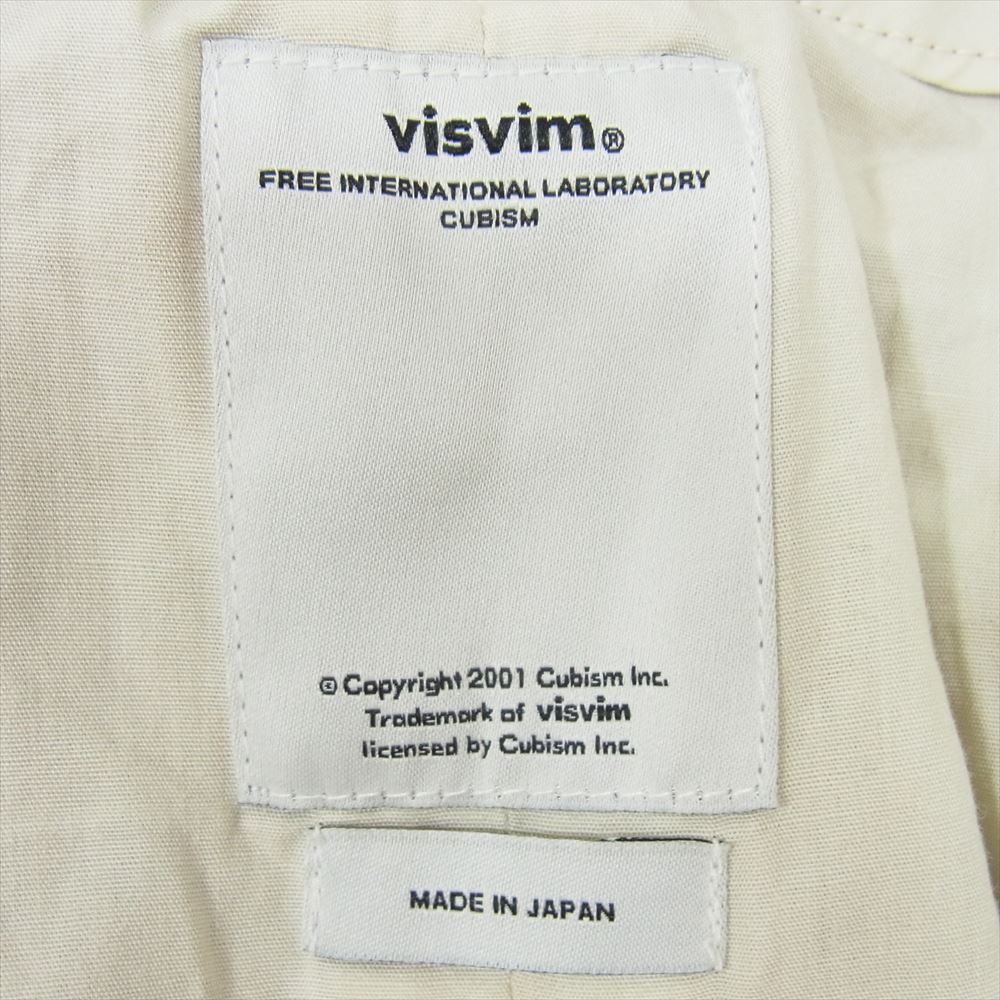 visvim®
FREE INTERNATIONAL LABORATORY
CUBISM
© Copyright 2001 Cubism Inc.
Trademark of visvim
licensed by Cubism Inc.
MADE IN JAPAN